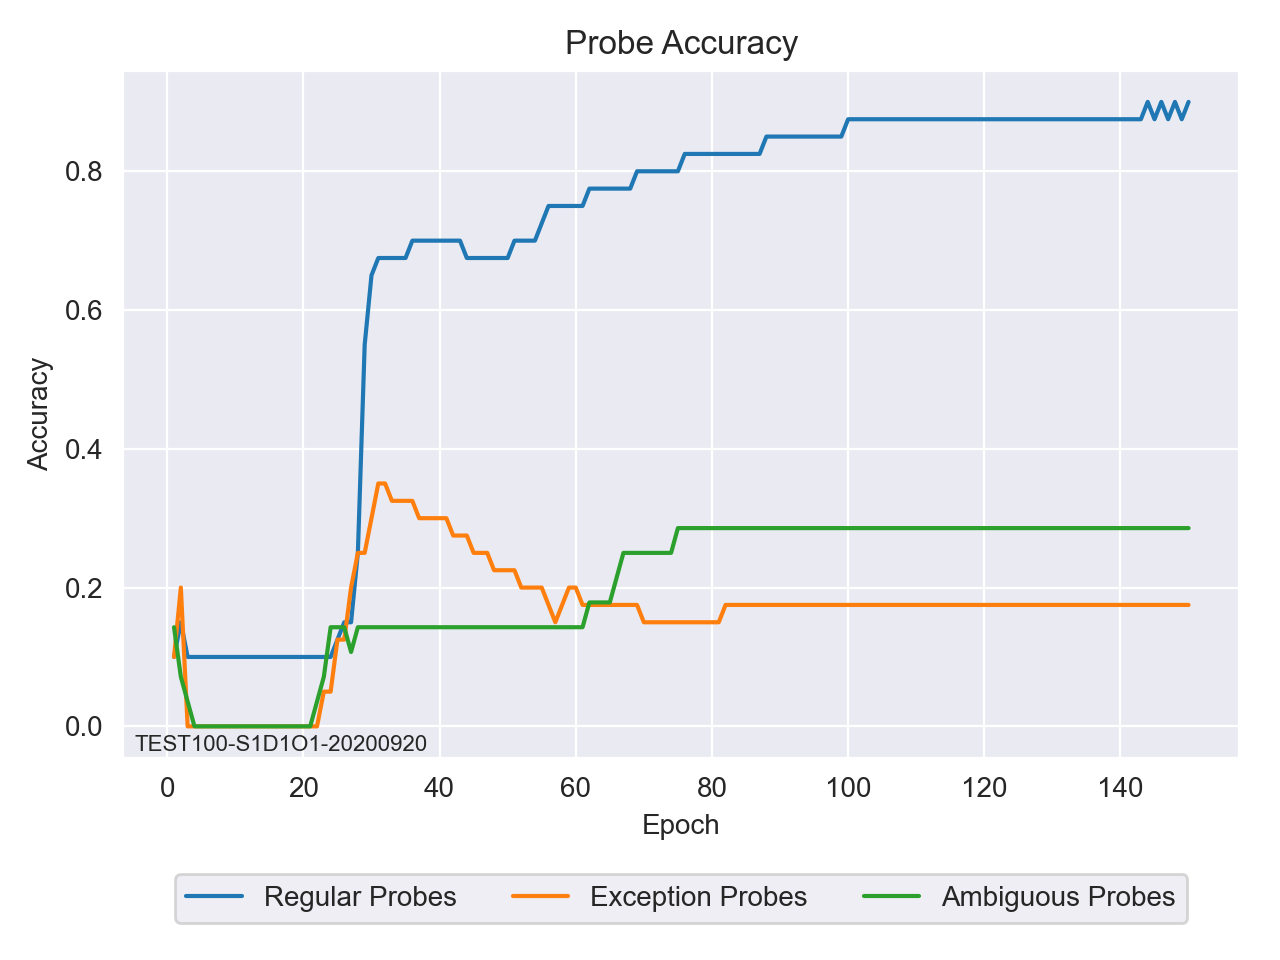 Probe Accuracy
Accuracy
0.8
0.6
0.4
0.2
0.0
TEST100-S1D1O1-20200920
0 20 40 60 80 100 120 140
Epoch
Regular Probes Exception Probes Ambiguous Probes